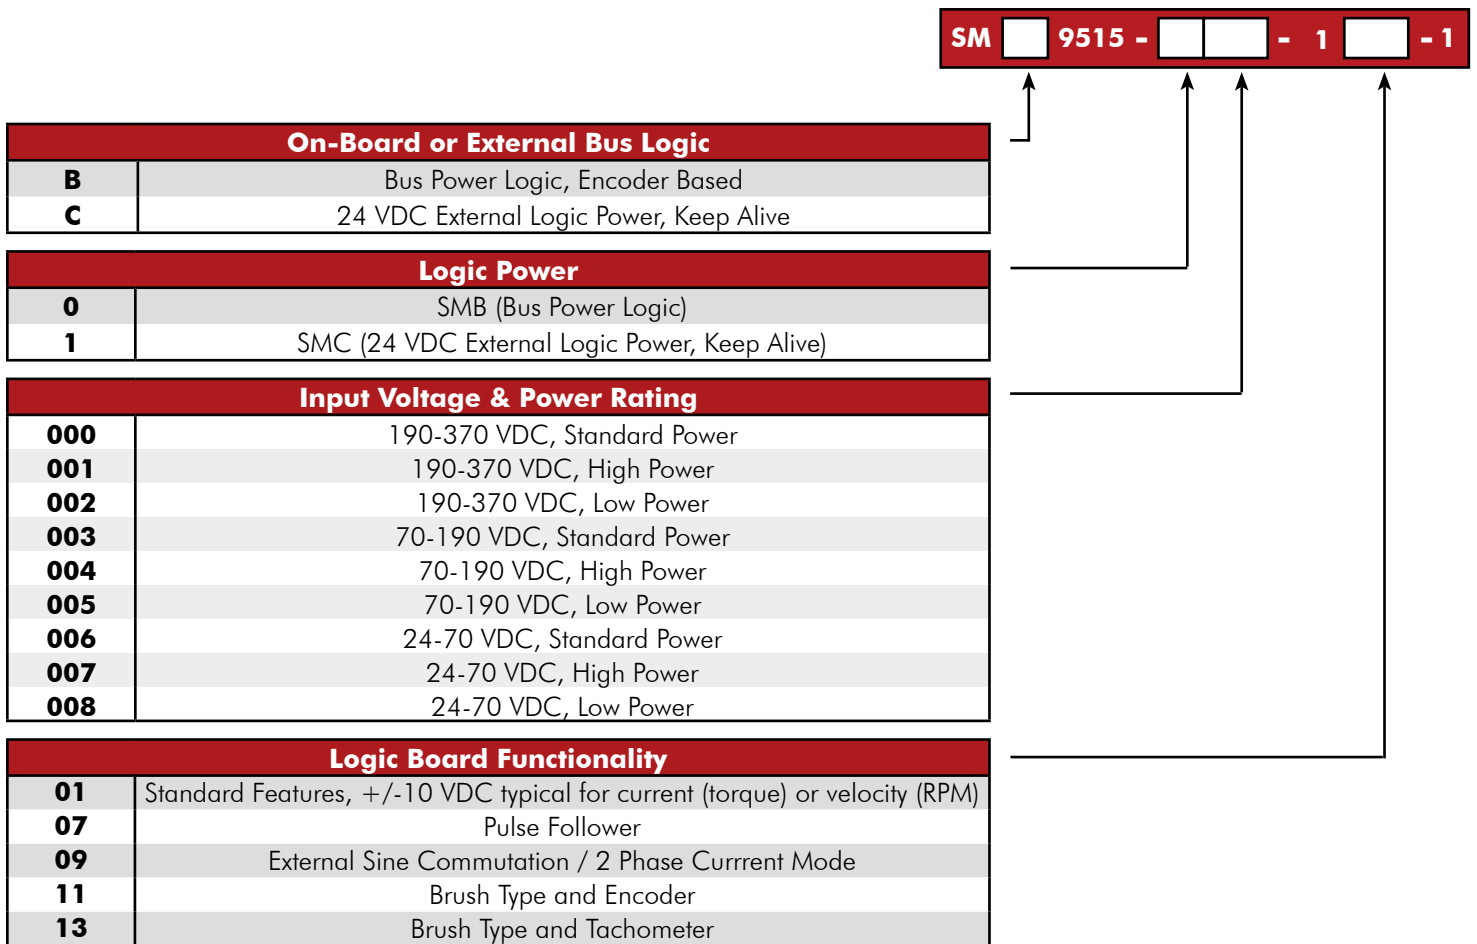 SM 9515 - - 1 - 1
On-Board or External Bus Logic
B Bus Power Logic, Encoder Based
C 24 VDC External Logic Power, Keep Alive
Logic Power
0 SMB (Bus Power Logic)
1 SMC (24 VDC External Logic Power, Keep Alive)
Input Voltage & Power Rating
000 190-370 VDC, Standard Power
001 190-370 VDC, High Power
002 190-370 VDC, Low Power
003 70-190 VDC, Standard Power
004 70-190 VDC, High Power
005 70-190 VDC, Low Power
006 24-70 VDC, Standard Power
007 24-70 VDC, High Power
008 24-70 VDC, Low Power
Logic Board Functionality
01 Standard Features, +/-10 VDC typical for current (torque) or velocity (RPM)
07 Pulse Follower
09 External Sine Commutation / 2 Phase Currrent Mode
11 Brush Type and Encoder
13 Brush Type and Tachometer